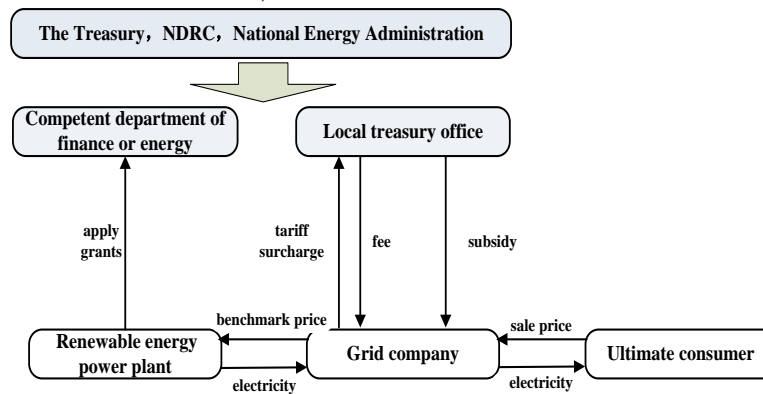 The Treasury，NDRC，National Energy Administration
Competent department of
finance or energy
Local treasury office
apply
grants
tariff
surcharge
fee
subsidy
benchmark price
sale price
Renewable energy
power plant
Grid company
Ultimate consumer
electricity
electricity